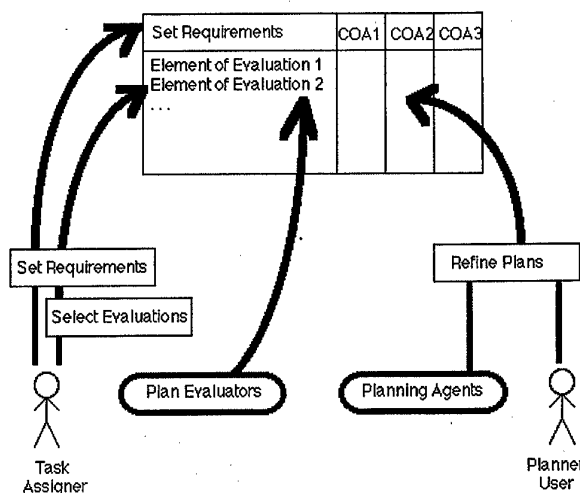 Set Requirements COA1 COA2 COA3
Element of Evaluation 1
Element of Evaluation 2
...
Set Requirements
Refine Plans
Select Evaluations
Plan Evaluators
Planning Agents
Task
Assigner
Planner
User